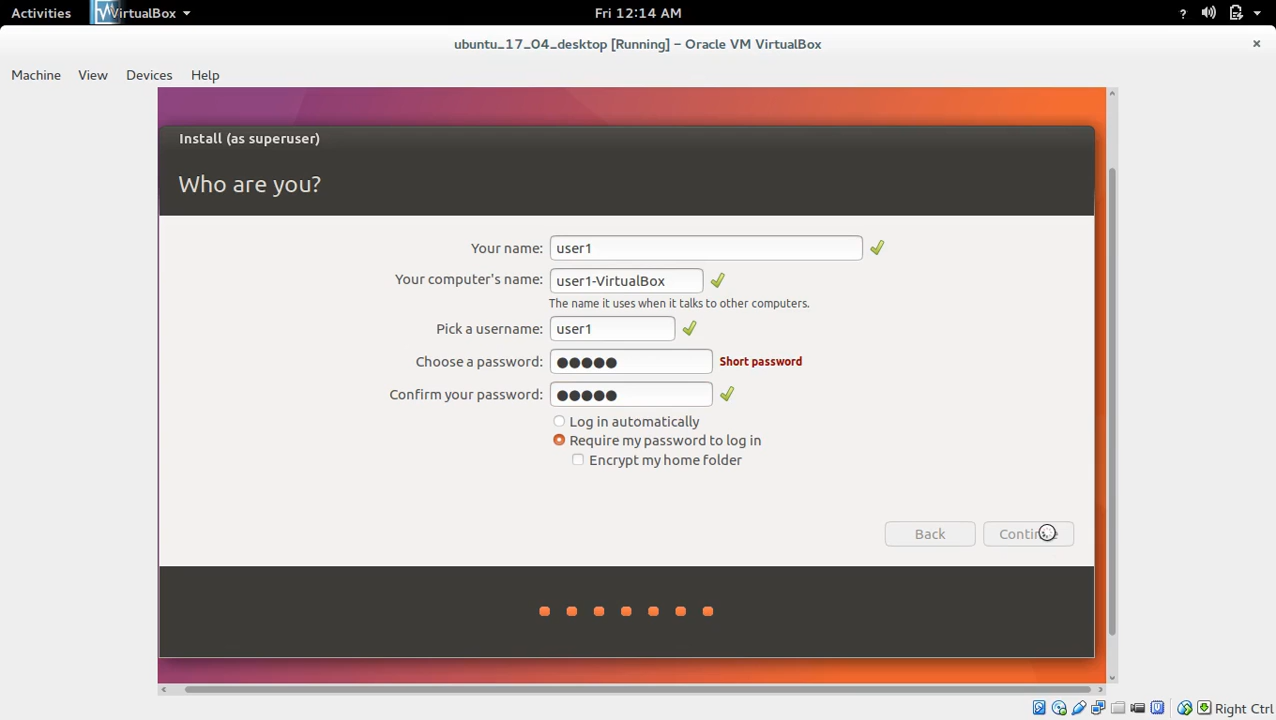 Activities VirtualBox Fri 12:14 AM ?
ubuntu_17_04_desktop [Running] – Oracle VM VirtualBox ×
Machine View Devices Help
Install (as superuser)
Who are you?
Your name: user1
Your computer's name: user1-VirtualBox
The name it uses when it talks to other computers.
Pick a username: user1
Choose a password: ●●●●● Short password
Confirm your password: ●●●●●
Log in automatically
Require my password to log in
Encrypt my home folder
Back Continue
Right Ctrl